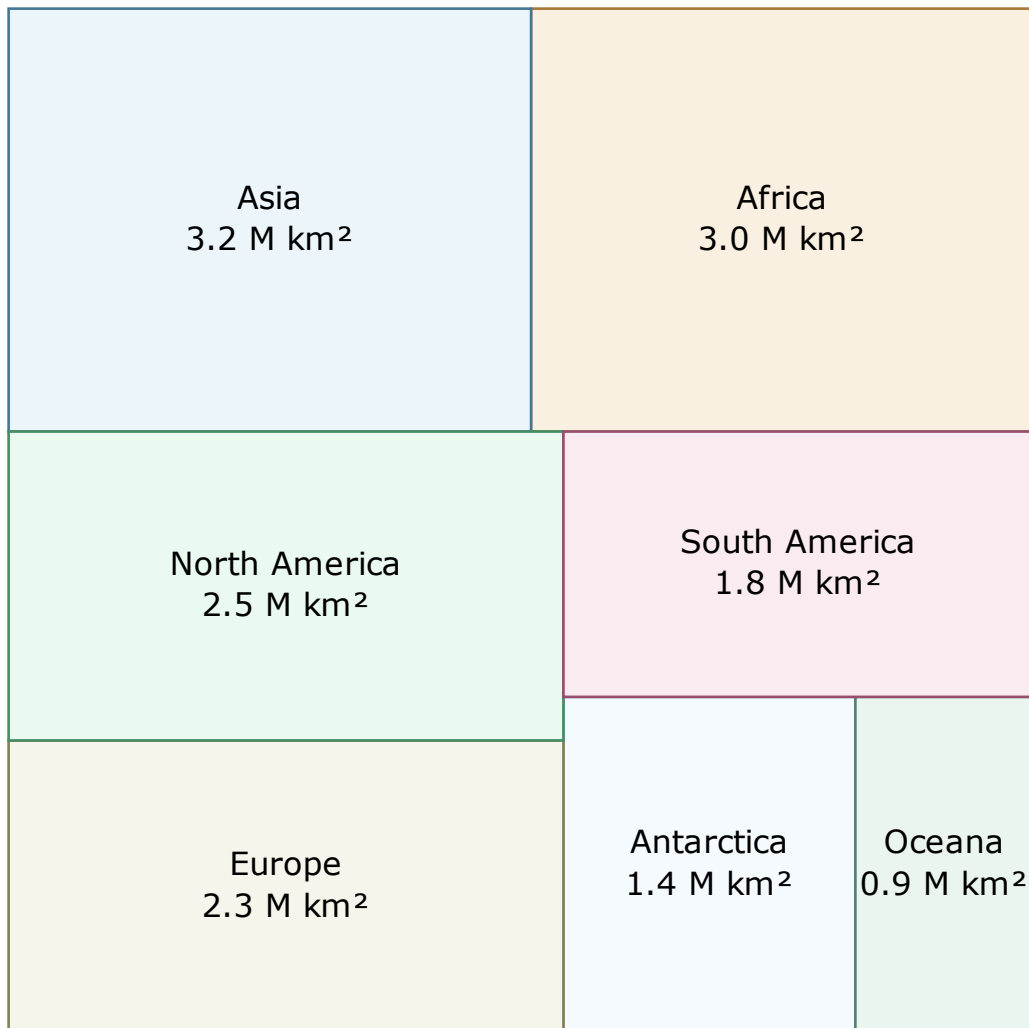 Asia
3.2 M km²
Africa
3.0 M km²
North America
2.5 M km²
South America
1.8 M km²
Europe
2.3 M km²
Antarctica
1.4 M km²
Oceana
0.9 M km²